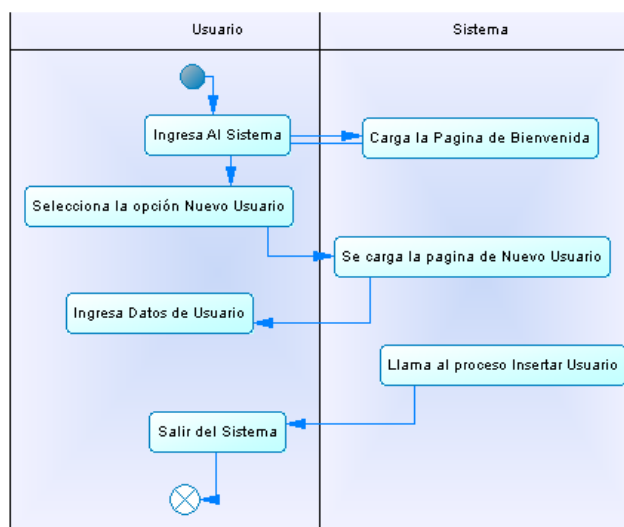 Usuario
Sistema
Ingresa Al Sistema
Carga la Pagina de Bienvenida
Selecciona la opción Nuevo Usuario
Se carga la pagina de Nuevo Usuario
Ingresa Datos de Usuario
Llama al proceso Insertar Usuario
Salir del Sistema